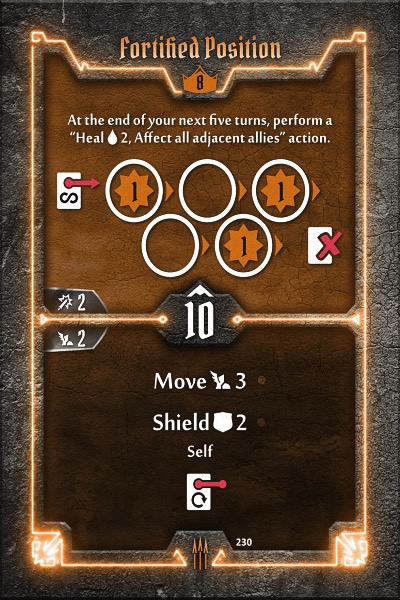 Fortified Position
8
At the end of your next five turns, perform a
“Heal 2, Affect all adjacent allies” action.
S 1 1
1
2
10
2
Move 3
Shield 2
Self
230